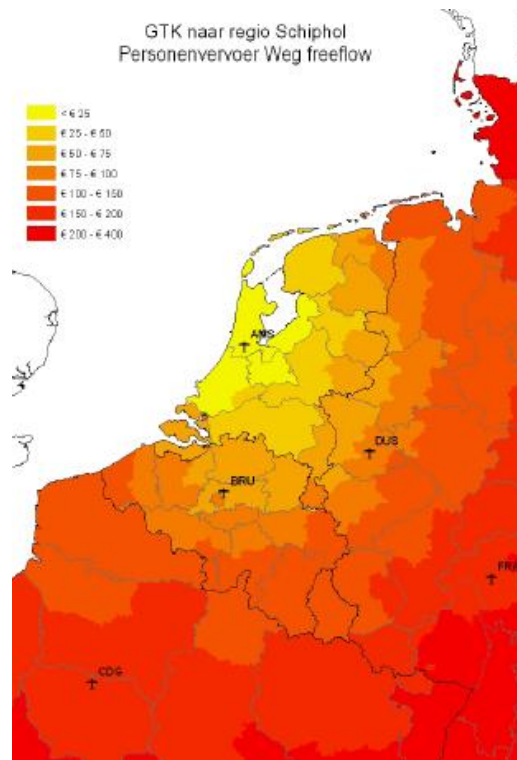 GTK naar regio Schiphol
Personenvervoer Weg freeflow
< € 25
€ 25 - € 50
€ 50 - € 75
€ 75 - € 100
€ 100 - € 150
€ 150 - € 200
€ 200 - € 400
AMS
DUS
BRU
FR
CDG